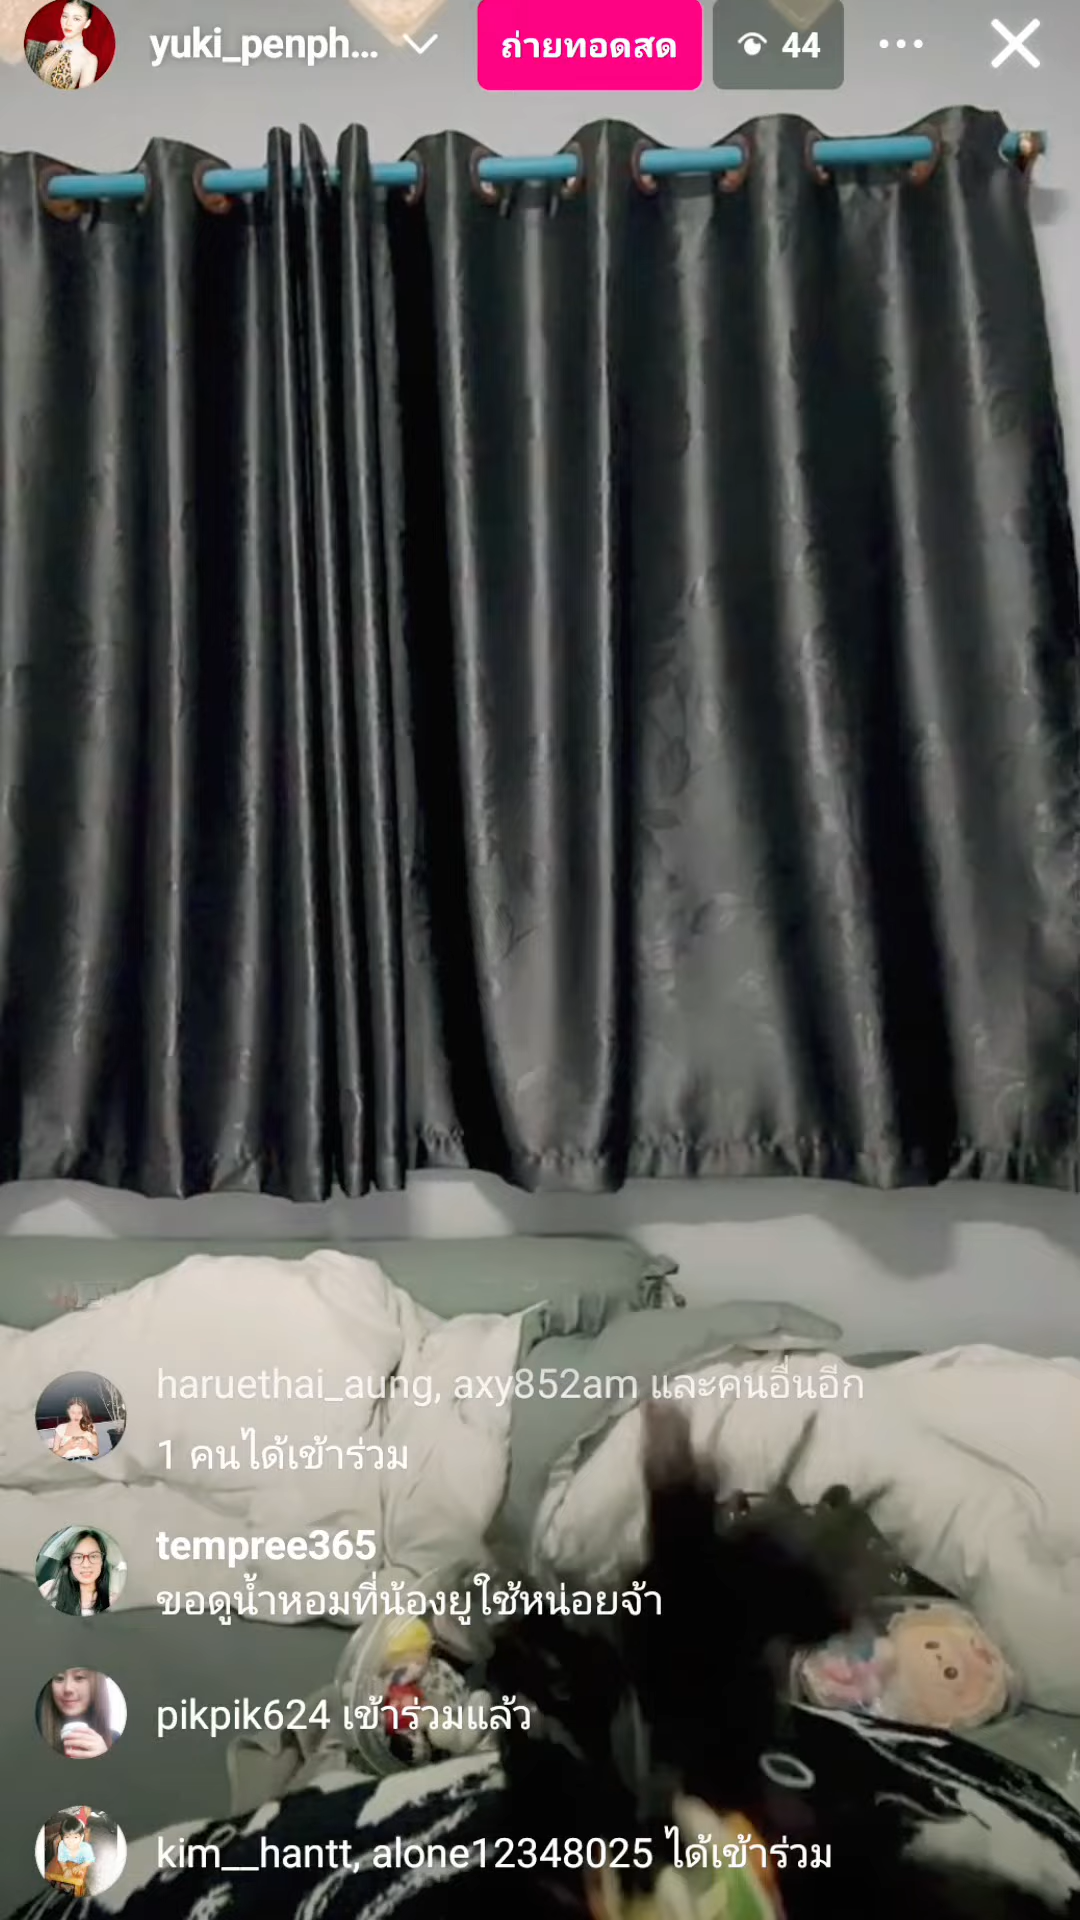 yuki_penph...
ถ่ายทอดสด
44
haruethai_aung, axy852am และคนอื่นอีก
1 คนได้เข้าร่วม
tempree365
ขอดูน้ำหอมที่น้องยูใช้หน่อยจ้า
pikpik624 เข้าร่วมแล้ว
kim__hantt, alone12348025 ได้เข้าร่วม